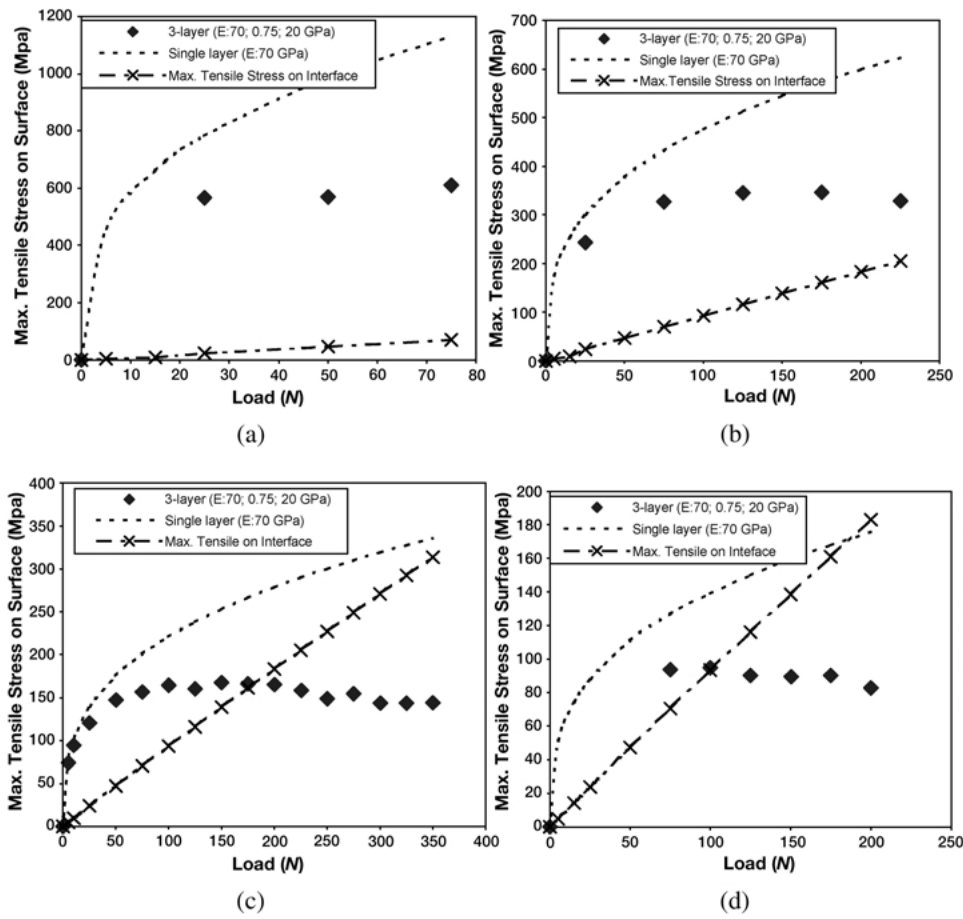 Max. Tensile Stress on Surface (Mpa)
1200
1000
800
600
400
200
0
3-layer (E:70; 0.75; 20 GPa)
Single layer (E:70 GPa)
Max. Tensile Stress on Interface
0 10 20 30 40 50 60 70 80
Load (N)
(a)
Max. Tensile Stress on Surface (Mpa)
700
600
500
400
300
200
100
0
3-layer (E:70; 0.75; 20 GPa)
Single layer (E:70 GPa)
Max.Tensile Stress on Interface
0 50 100 150 200 250
Load (N)
(b)
Max. Tensile Stress on Surface (Mpa)
400
350
300
250
200
150
100
50
0
3-layer (E:70; 0.75; 20 GPa)
Single layer (E:70 GPa)
Max. Tensile on Interface
0 50 100 150 200 250 300 350 400
Load (N)
(c)
Max. Tensile Stress on Surface (Mpa)
200
180
160
140
120
100
80
60
40
20
0
3-layer (E:70; 0.75; 20 GPa)
Single layer (E:70 GPa)
Max. Tensile on Inteface
0 50 100 150 200 250
Load (N)
(d)